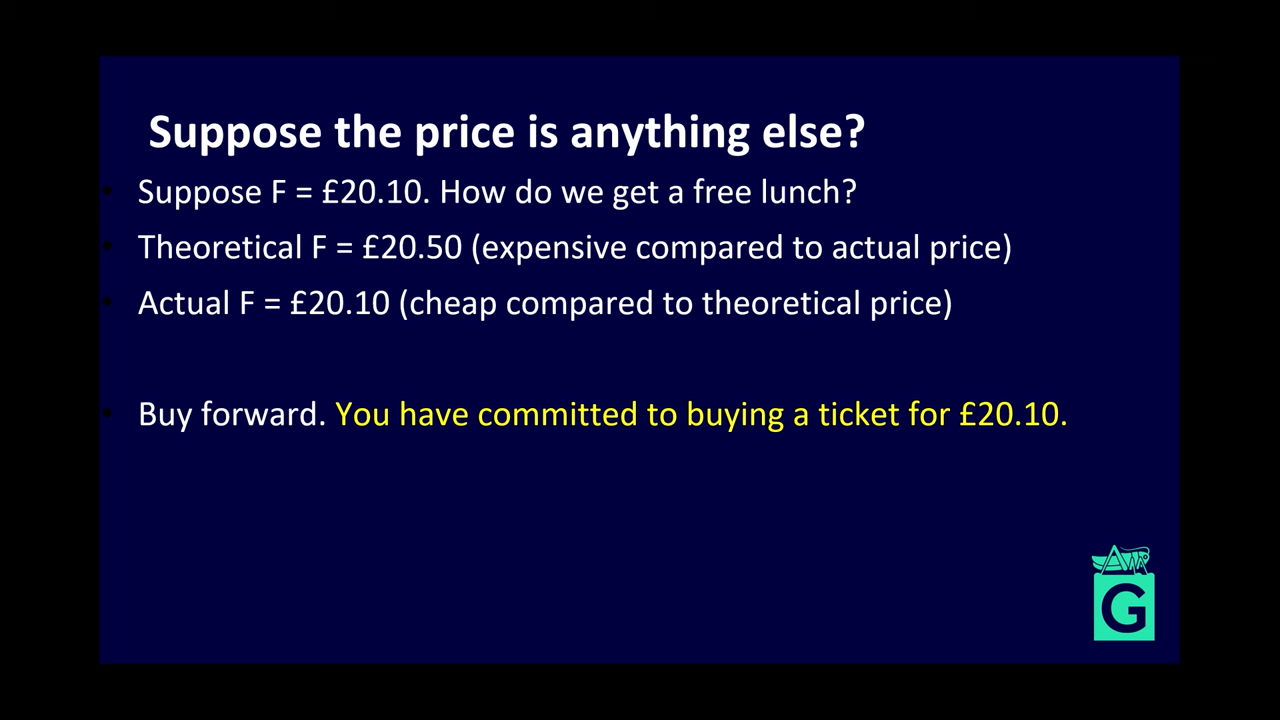 Suppose the price is anything else?
• Suppose F = £20.10. How do we get a free lunch?
• Theoretical F = £20.50 (expensive compared to actual price)
• Actual F = £20.10 (cheap compared to theoretical price)
• Buy forward. You have committed to buying a ticket for £20.10.
G